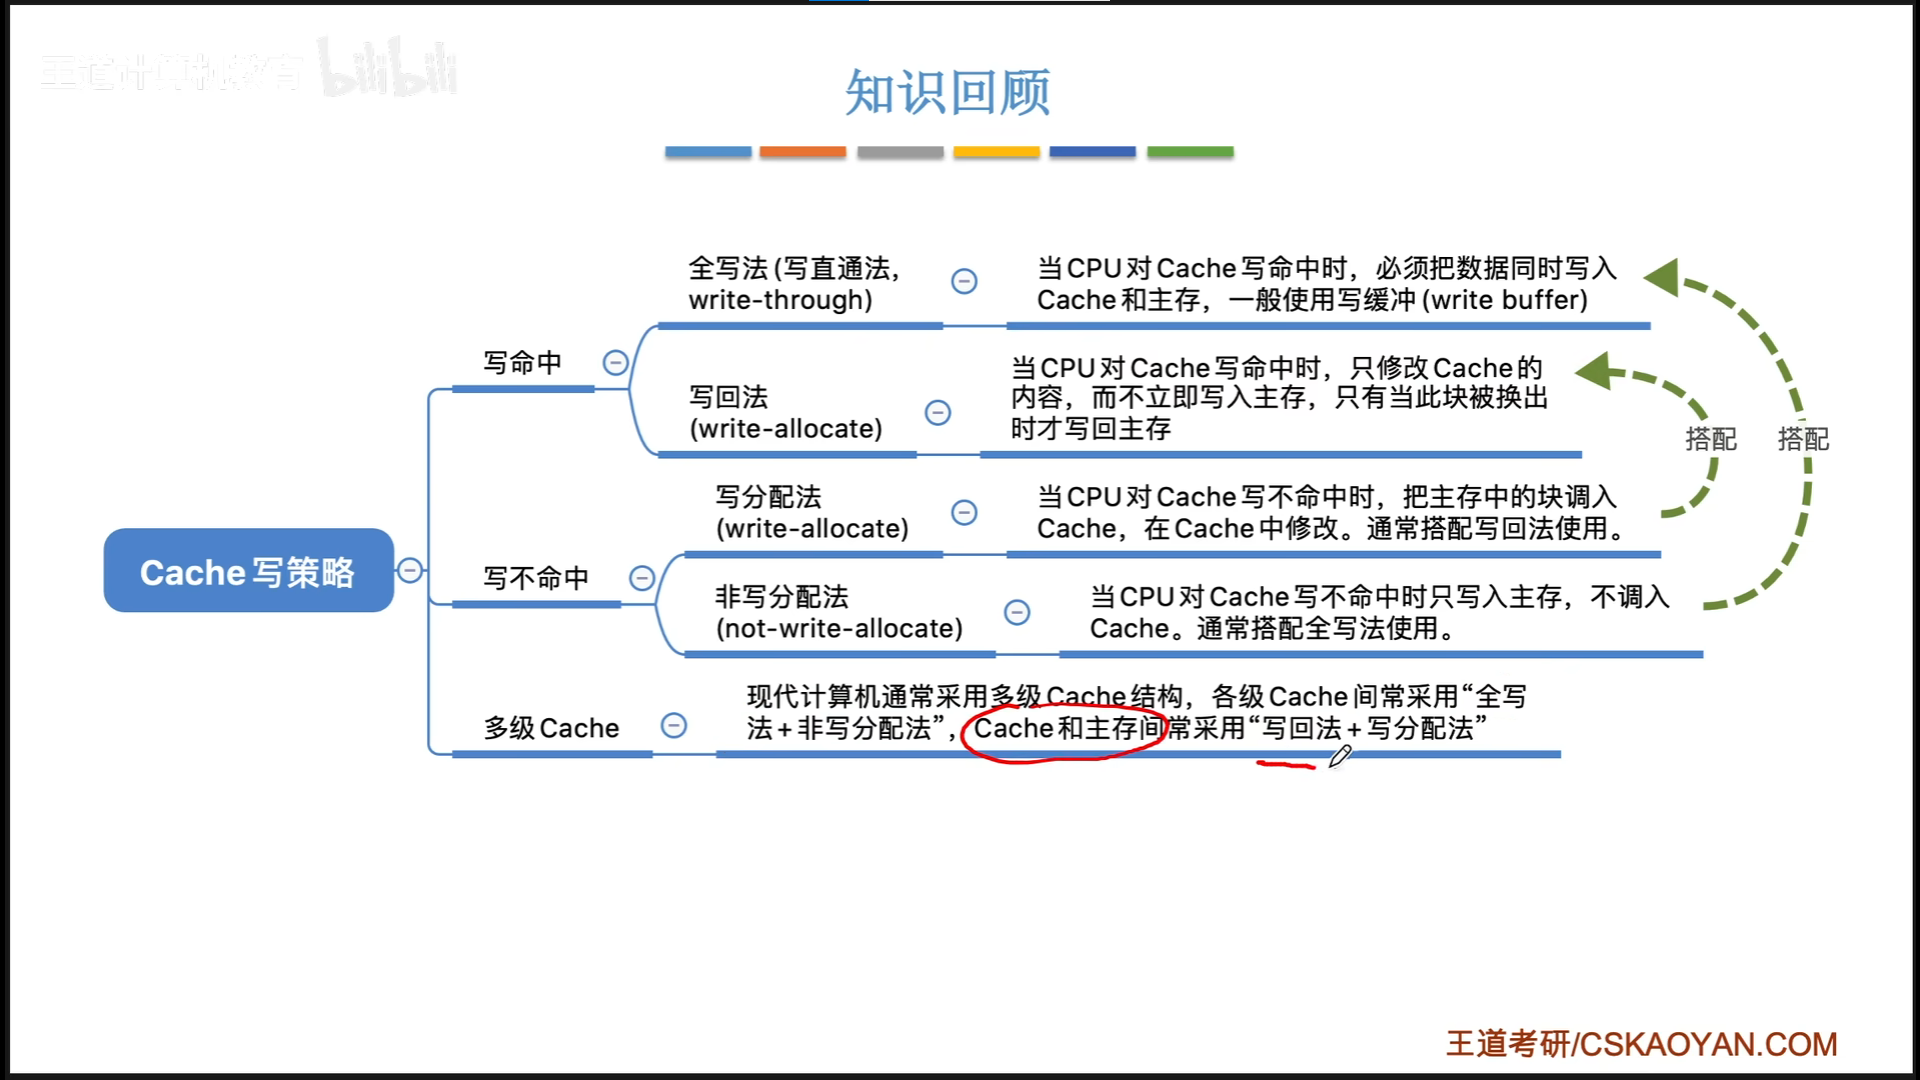 王道计算机教育 bilibili
知识回顾
全写法(写直通法,
write-through)
当CPU对Cache写命中时，必须把数据同时写入
Cache和主存，一般使用写缓冲(write buffer)
写命中
写回法
(write-allocate)
当CPU对Cache写命中时，只修改Cache的
内容，而不立即写入主存，只有当此块被换出
时才写回主存
搭配
搭配
Cache写策略
写不命中
写分配法
(write-allocate)
当CPU对Cache写不命中时，把主存中的块调入
Cache，在Cache中修改。通常搭配写回法使用。
非写分配法
(not-write-allocate)
当CPU对Cache写不命中时只写入主存，不调入
Cache。通常搭配全写法使用。
多级Cache
现代计算机通常采用多级Cache结构，各级Cache间常采用“全写
法+非写分配法”，Cache和主存间常采用“写回法+写分配法”
王道考研/CSKAOYAN.COM